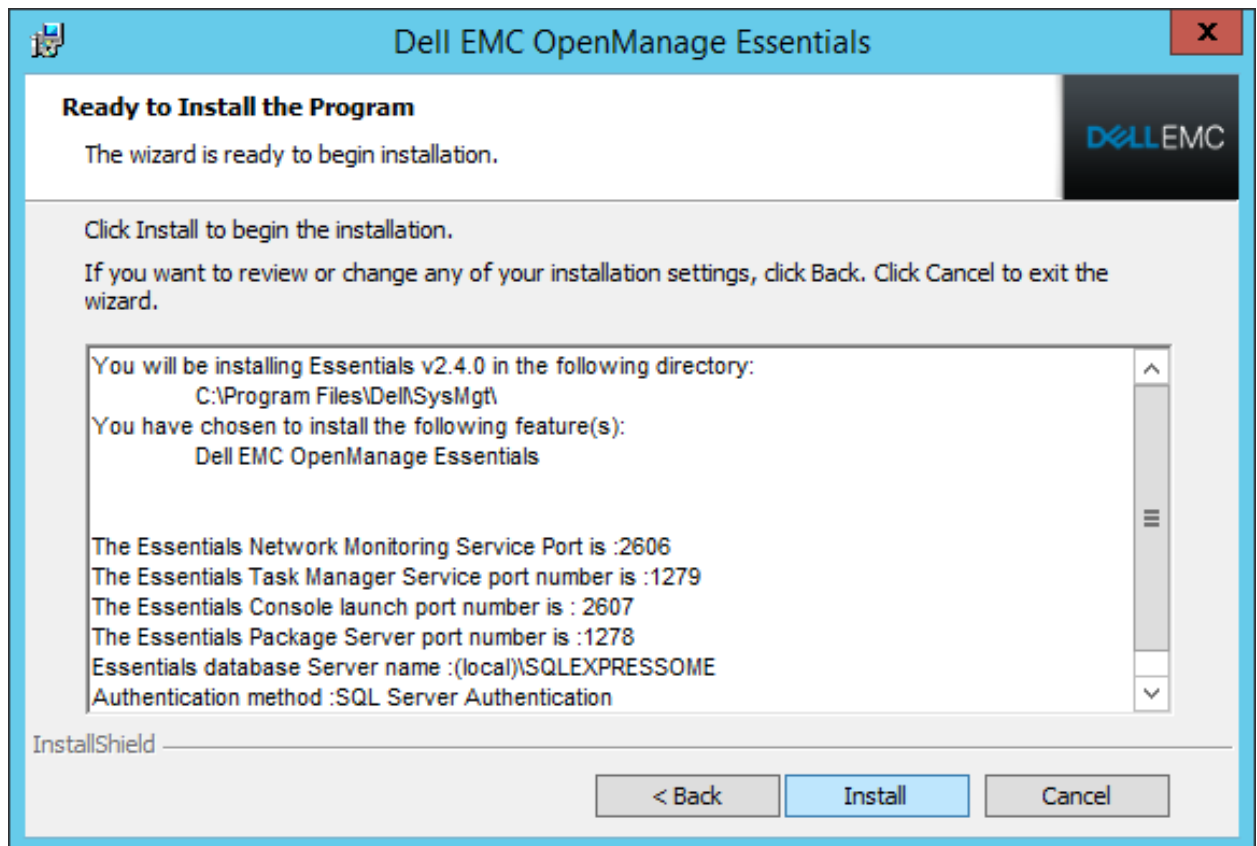 Dell EMC OpenManage Essentials
x
Ready to Install the Program
The wizard is ready to begin installation.
DELLEMC
Click Install to begin the installation.
If you want to review or change any of your installation settings, click Back. Click Cancel to exit the
wizard.
You will be installing Essentials v2.4.0 in the following directory:
C:\Program Files\Dell\SysMgt\
You have chosen to install the following feature(s):
Dell EMC OpenManage Essentials
The Essentials Network Monitoring Service Port is :2606
The Essentials Task Manager Service port number is :1279
The Essentials Console launch port number is : 2607
The Essentials Package Server port number is :1278
Essentials database Server name :(local)\SQLEXPRESSOME
Authentication method :SQL Server Authentication
InstallShield
< Back Install Cancel